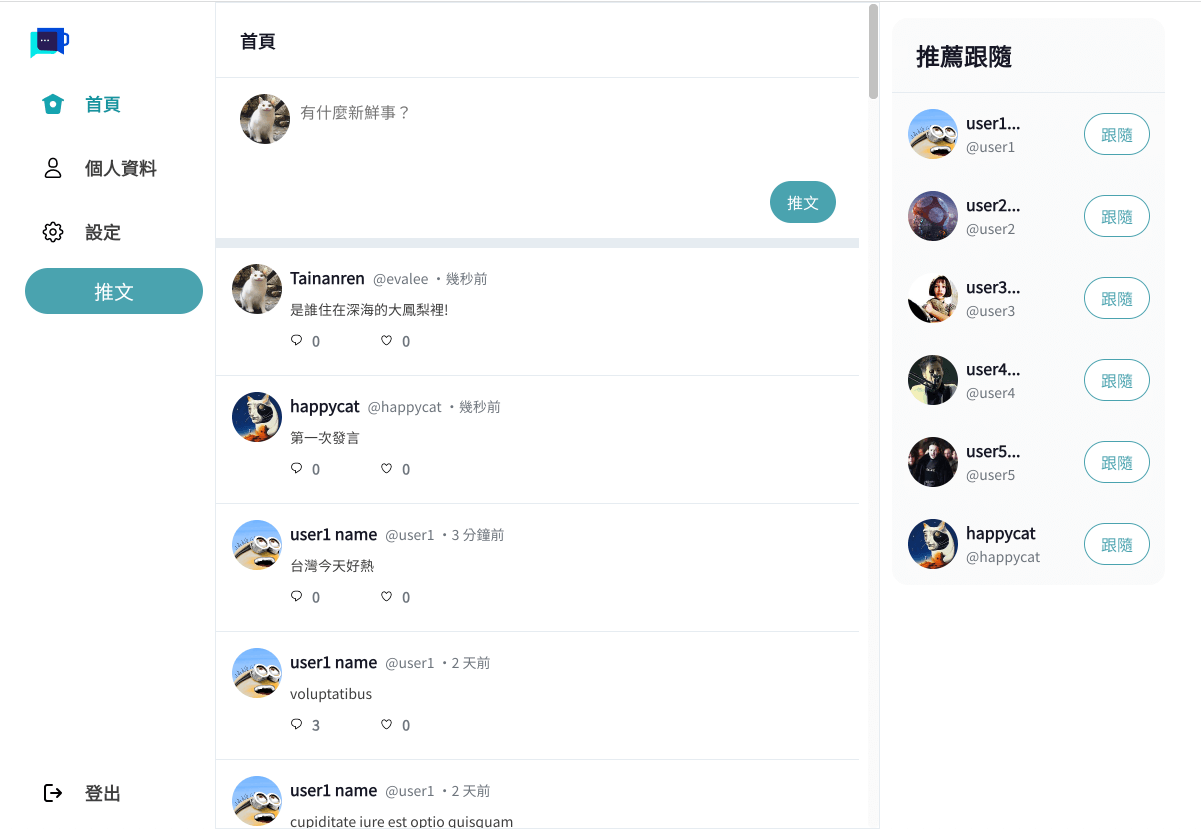 首頁
個人資料
設定
推文
登出
首頁
有什麼新鮮事？
推文
Tainanren @evalee・幾秒前
是誰住在深海的大鳳梨裡!
0 0
happycat @happycat・幾秒前
第一次發言
0 0
user1 name @user1・3 分鐘前
台灣今天好熱
0 0
user1 name @user1・2 天前
voluptatibus
3 0
user1 name @user1・2 天前
cupiditate iure est optio quisquam
推薦跟隨
user1...
@user1
跟隨
user2...
@user2
跟隨
user3...
@user3
跟隨
user4...
@user4
跟隨
user5...
@user5
跟隨
happycat
@happycat
跟隨